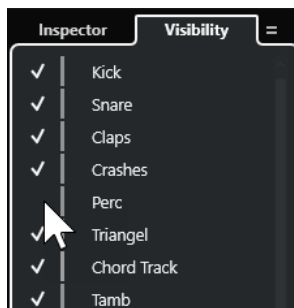 Inspector Visibility
Kick
Snare
Claps
Crashes
Perc
Triangel
Chord Track
Tamb